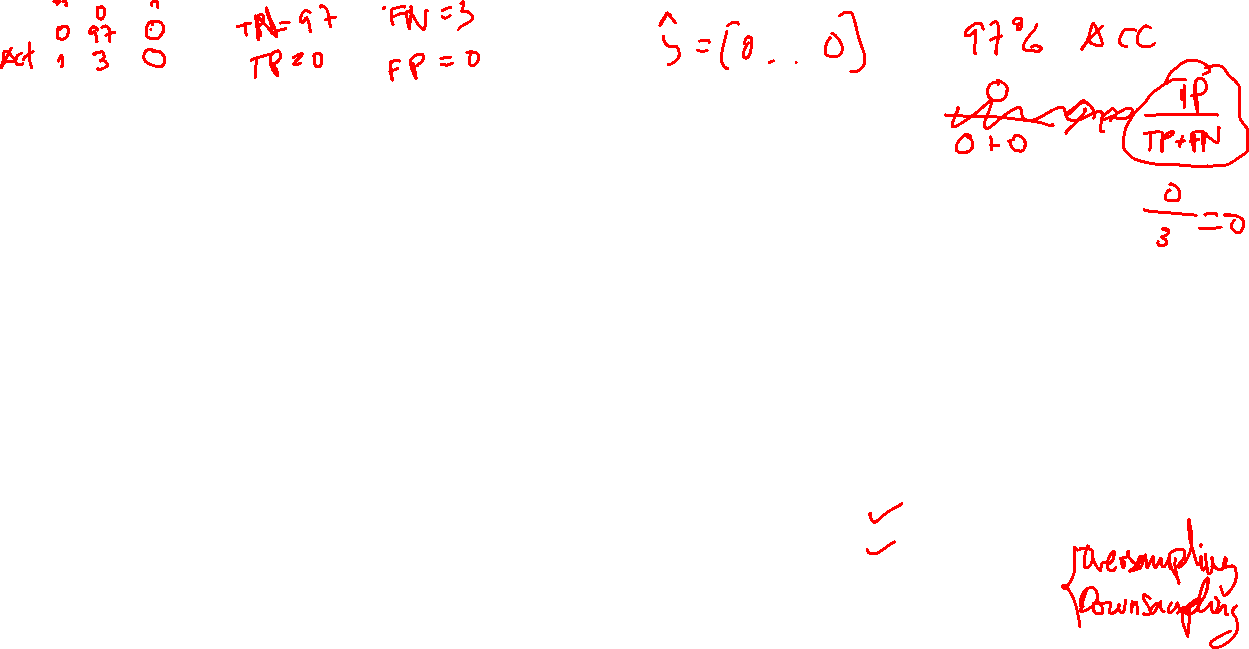 0
0 97 0 TN=97 FN=3
Act 1 3 0 TP=0 FP=0
ŷ=[0 .. 0]
97% ACC
0
0+0
TP
TP+FN
0
3 =0
Oversampling
Downsampling